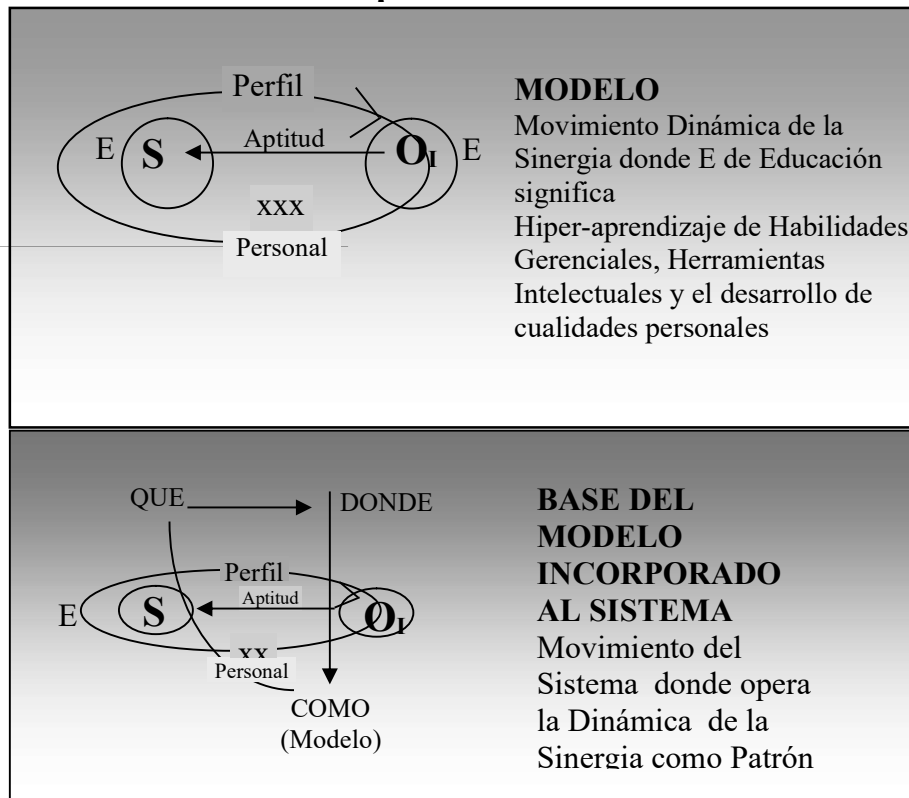 Perfil
E S Aptitud O I E
xxx
Personal
MODELO
Movimiento Dinámica de la
Sinergia donde E de Educación
significa
Hiper-aprendizaje de Habilidades
Gerenciales, Herramientas
Intelectuales y el desarrollo de
cualidades personales
QUE DONDE
Perfil
E S Aptitud O I
xx
Personal
COMO
(Modelo)
BASE DEL
MODELO
INCORPORADO
AL SISTEMA
Movimiento del
Sistema donde opera
la Dinámica de la
Sinergia como Patrón